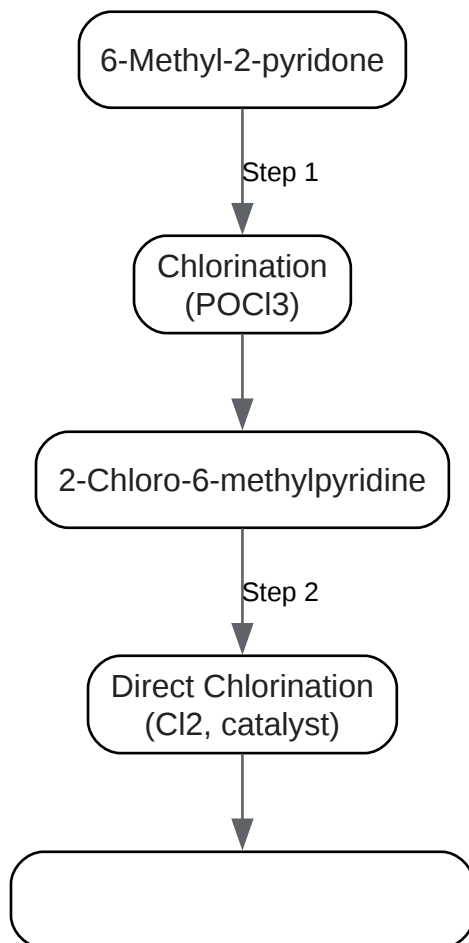 6-Methyl-2-pyridone
Step 1
Chlorination
(POCl3)
2-Chloro-6-methylpyridine
Step 2
Direct Chlorination
(Cl2, catalyst)